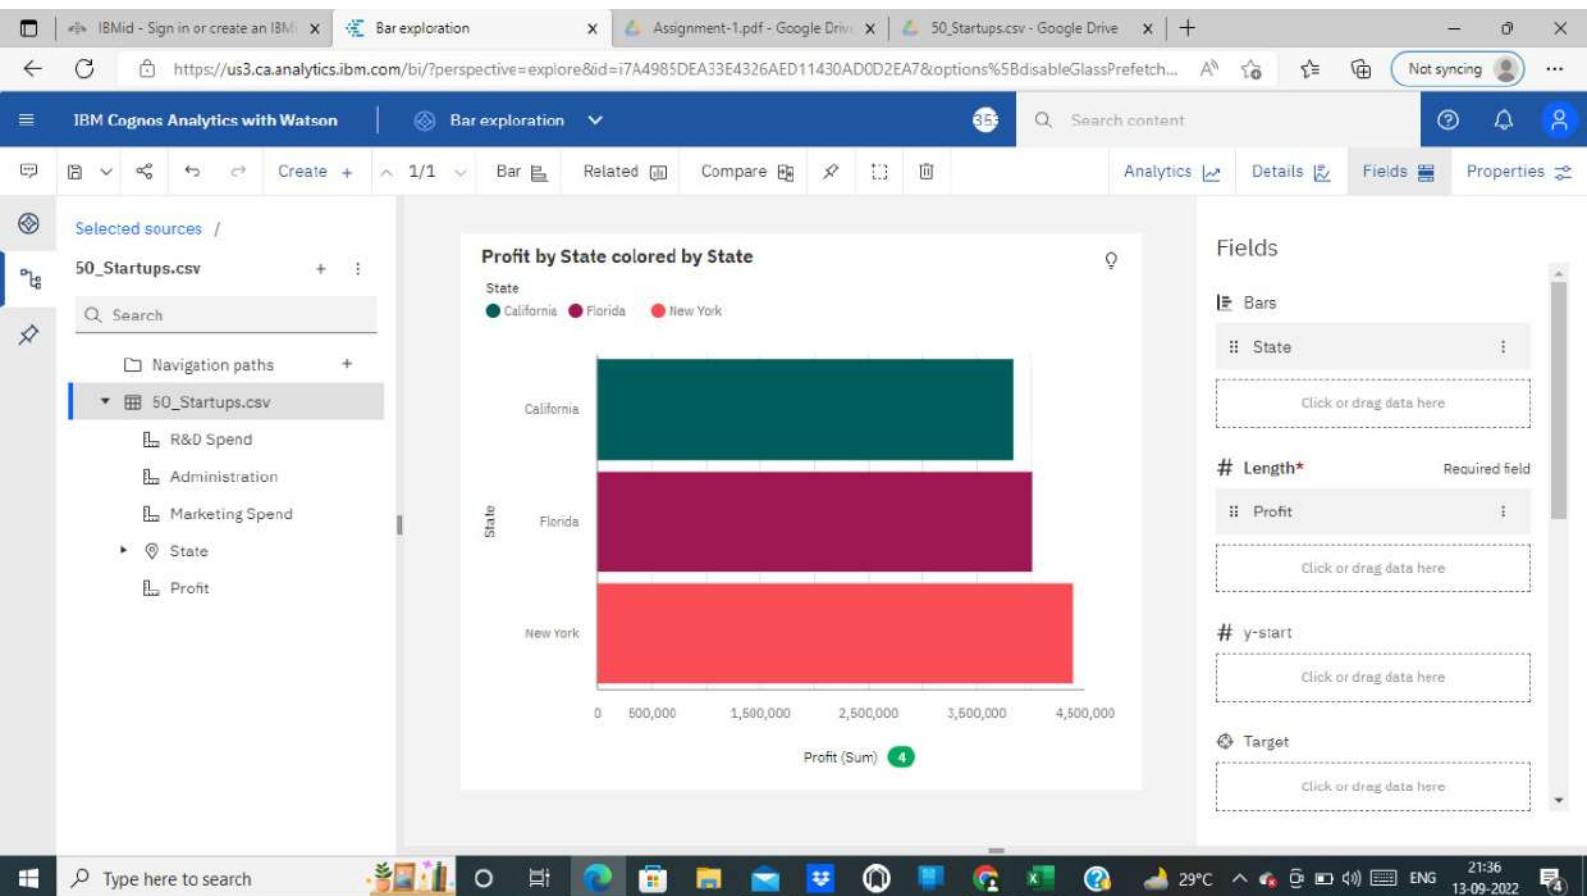 IBMid - Sign in or create an IBMi
Bar exploration
Assignment-1.pdf - Google Driv
50_Startups.csv - Google Drive
https://us3.ca.analytics.ibm.com/bi/?perspective=explore&id=i7A4985DEA33E4326AED11430AD0D2EA7&options%5BdisableGlassPrefetch...
Not syncing
IBM Cognos Analytics with Watson
Bar exploration
Search content
Create +
1/1
Bar
Related
Compare
Analytics
Details
Fields
Properties
Selected sources /
50_Startups.csv
Search
Navigation paths
50_Startups.csv
R&D Spend
Administration
Marketing Spend
State
Profit
Profit by State colored by State
State
California
Florida
New York
State
California
Florida
New York
0 500,000 1,500,000 2,500,000 3,500,000 4,500,000
Profit (Sum) 4
Fields
Bars
State
Click or drag data here
# Length* Required field
Profit
Click or drag data here
# y-start
Click or drag data here
Target
Click or drag data here
Type here to search
29°C
ENG
21:36
13-09-2022
4